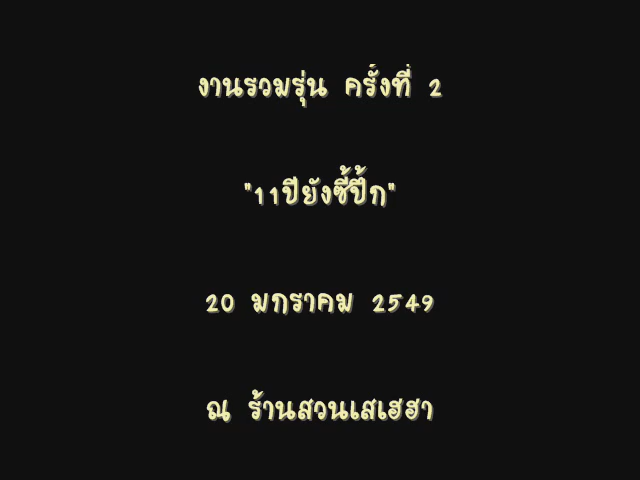 งานรวมรุ่น ครั้งที่ 2
"11ปียังซี้ปึ้ก"
20 มกราคม 2549
ณ ร้านสวนเสเฮฮา